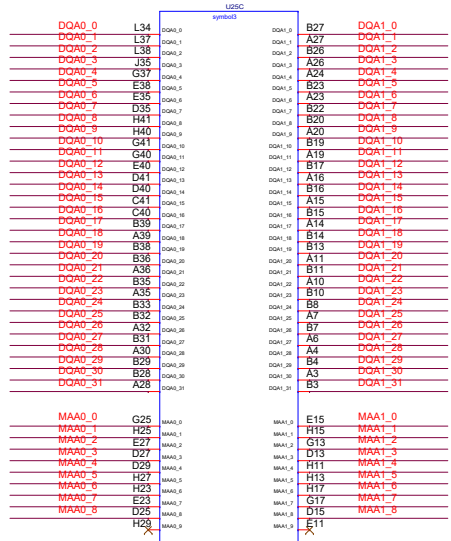 U25C
symbol3
DQA0_0 L34 DQA0_0 DQA1_0 B27 DQA1_0
DQA0_1 L37 DQA0_1 DQA1_1 A27 DQA1_1
DQA0_2 L38 DQA0_2 DQA1_2 B26 DQA1_2
DQA0_3 J35 DQA0_3 DQA1_3 A26 DQA1_3
DQA0_4 G37 DQA0_4 DQA1_4 A24 DQA1_4
DQA0_5 E38 DQA0_5 DQA1_5 B23 DQA1_5
DQA0_6 E35 DQA0_6 DQA1_6 A23 DQA1_6
DQA0_7 D35 DQA0_7 DQA1_7 B22 DQA1_7
DQA0_8 H41 DQA0_8 DQA1_8 B20 DQA1_8
DQA0_9 H40 DQA0_9 DQA1_9 A20 DQA1_9
DQA0_10 G41 DQA0_10 DQA1_10 B19 DQA1_10
DQA0_11 G40 DQA0_11 DQA1_11 A19 DQA1_11
DQA0_12 E40 DQA0_12 DQA1_12 B17 DQA1_12
DQA0_13 D41 DQA0_13 DQA1_13 A16 DQA1_13
DQA0_14 D40 DQA0_14 DQA1_14 B16 DQA1_14
DQA0_15 C41 DQA0_15 DQA1_15 A15 DQA1_15
DQA0_16 C40 DQA0_16 DQA1_16 B15 DQA1_16
DQA0_17 B39 DQA0_17 DQA1_17 A14 DQA1_17
DQA0_18 A39 DQA0_18 DQA1_18 B14 DQA1_18
DQA0_19 B38 DQA0_19 DQA1_19 B13 DQA1_19
DQA0_20 B36 DQA0_20 DQA1_20 A11 DQA1_20
DQA0_21 A36 DQA0_21 DQA1_21 B11 DQA1_21
DQA0_22 B35 DQA0_22 DQA1_22 A10 DQA1_22
DQA0_23 A35 DQA0_23 DQA1_23 B10 DQA1_23
DQA0_24 B33 DQA0_24 DQA1_24 B8 DQA1_24
DQA0_25 B32 DQA0_25 DQA1_25 A7 DQA1_25
DQA0_26 A32 DQA0_26 DQA1_26 B7 DQA1_26
DQA0_27 B31 DQA0_27 DQA1_27 A6 DQA1_27
DQA0_28 A30 DQA0_28 DQA1_28 A4 DQA1_28
DQA0_29 B29 DQA0_29 DQA1_29 B4 DQA1_29
DQA0_30 B28 DQA0_30 DQA1_30 A3 DQA1_30
DQA0_31 A28 DQA0_31 DQA1_31 B3 DQA1_31
MAA0_0 G25 MAA0_0 MAA1_0 E15 MAA1_0
MAA0_1 H25 MAA0_1 MAA1_1 H15 MAA1_1
MAA0_2 E27 MAA0_2 MAA1_2 G13 MAA1_2
MAA0_3 D27 MAA0_3 MAA1_3 D13 MAA1_3
MAA0_4 D29 MAA0_4 MAA1_4 H11 MAA1_4
MAA0_5 H27 MAA0_5 MAA1_5 H13 MAA1_5
MAA0_6 H23 MAA0_6 MAA1_6 H17 MAA1_6
MAA0_7 E23 MAA0_7 MAA1_7 G17 MAA1_7
MAA0_8 D25 MAA0_8 MAA1_8 D15 MAA1_8
H29 MAA0_9 MAA1_9 E11